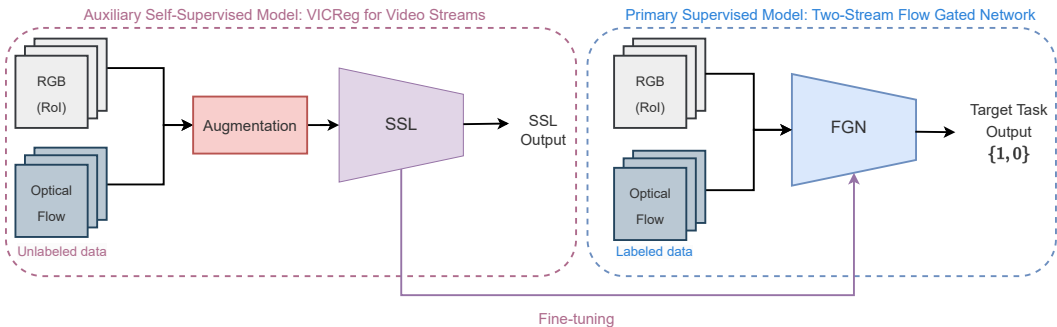 Auxiliary Self-Supervised Model: VICReg for Video Streams
RGB
(RoI)
Optical
Flow
Unlabeled data
Augmentation
SSL
SSL
Output
Primary Supervised Model: Two-Stream Flow Gated Network
RGB
(RoI)
Optical
Flow
Labeled data
FGN
Target Task
Output
{1,0}
Fine-tuning